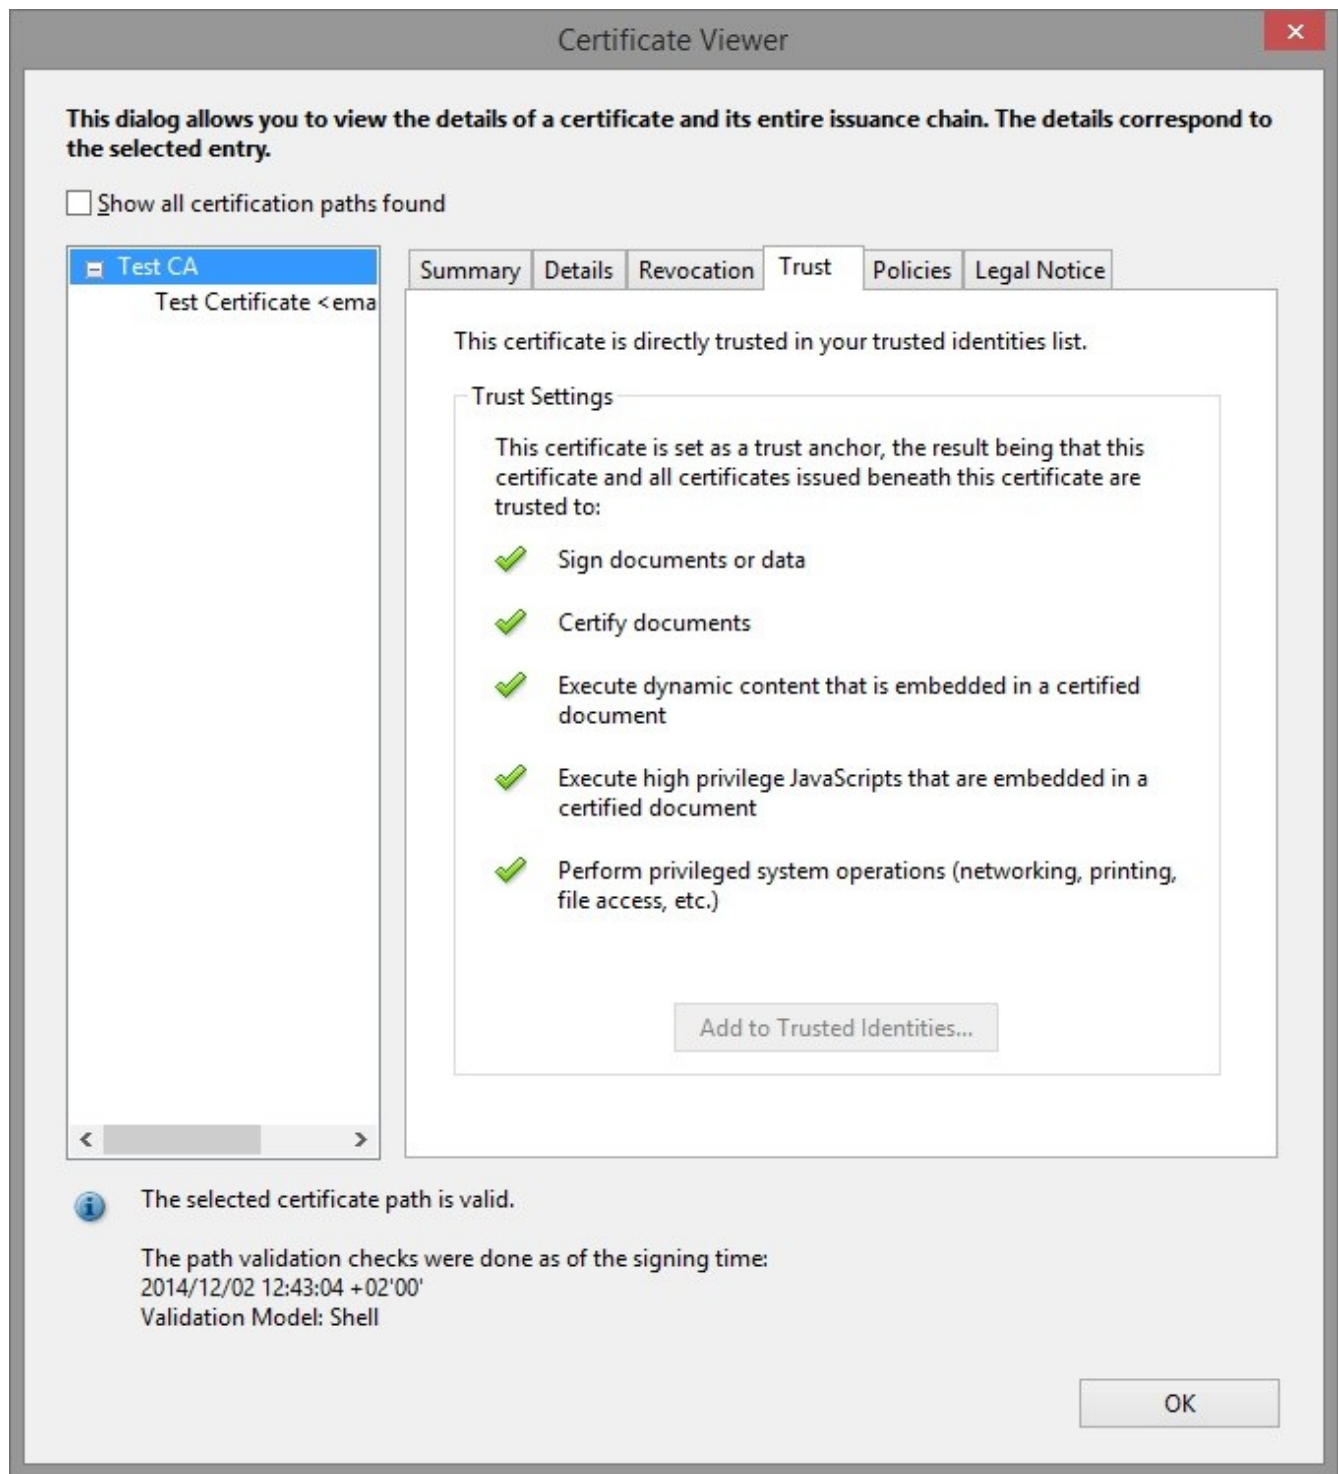 Certificate Viewer
This dialog allows you to view the details of a certificate and its entire issuance chain. The details correspond to
the selected entry.
Show all certification paths found
Test CA
Test Certificate <ema
Summary
Details
Revocation
Trust
Policies
Legal Notice
This certificate is directly trusted in your trusted identities list.
Trust Settings
This certificate is set as a trust anchor, the result being that this
certificate and all certificates issued beneath this certificate are
trusted to:
Sign documents or data
Certify documents
Execute dynamic content that is embedded in a certified
document
Execute high privilege JavaScripts that are embedded in a
certified document
Perform privileged system operations (networking, printing,
file access, etc.)
Add to Trusted Identities...
The selected certificate path is valid.
The path validation checks were done as of the signing time:
2014/12/02 12:43:04 +02'00'
Validation Model: Shell
OK